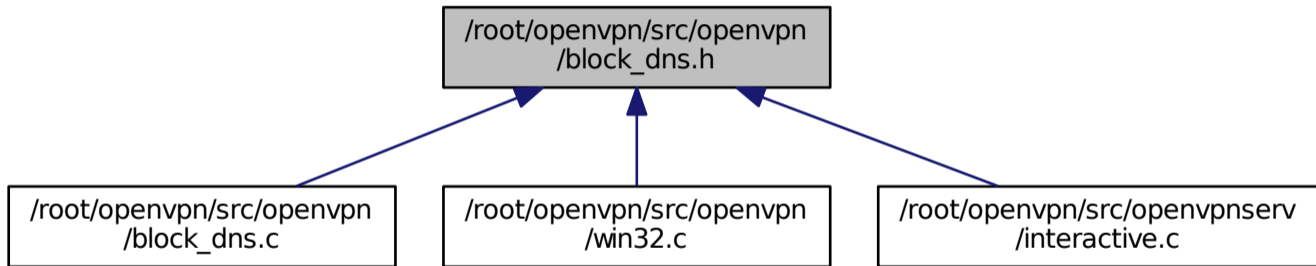 /root/openvpn/src/openvpn
/block_dns.h
/root/openvpn/src/openvpn
/block_dns.c
/root/openvpn/src/openvpn
/win32.c
/root/openvpn/src/openvpnserv
/interactive.c